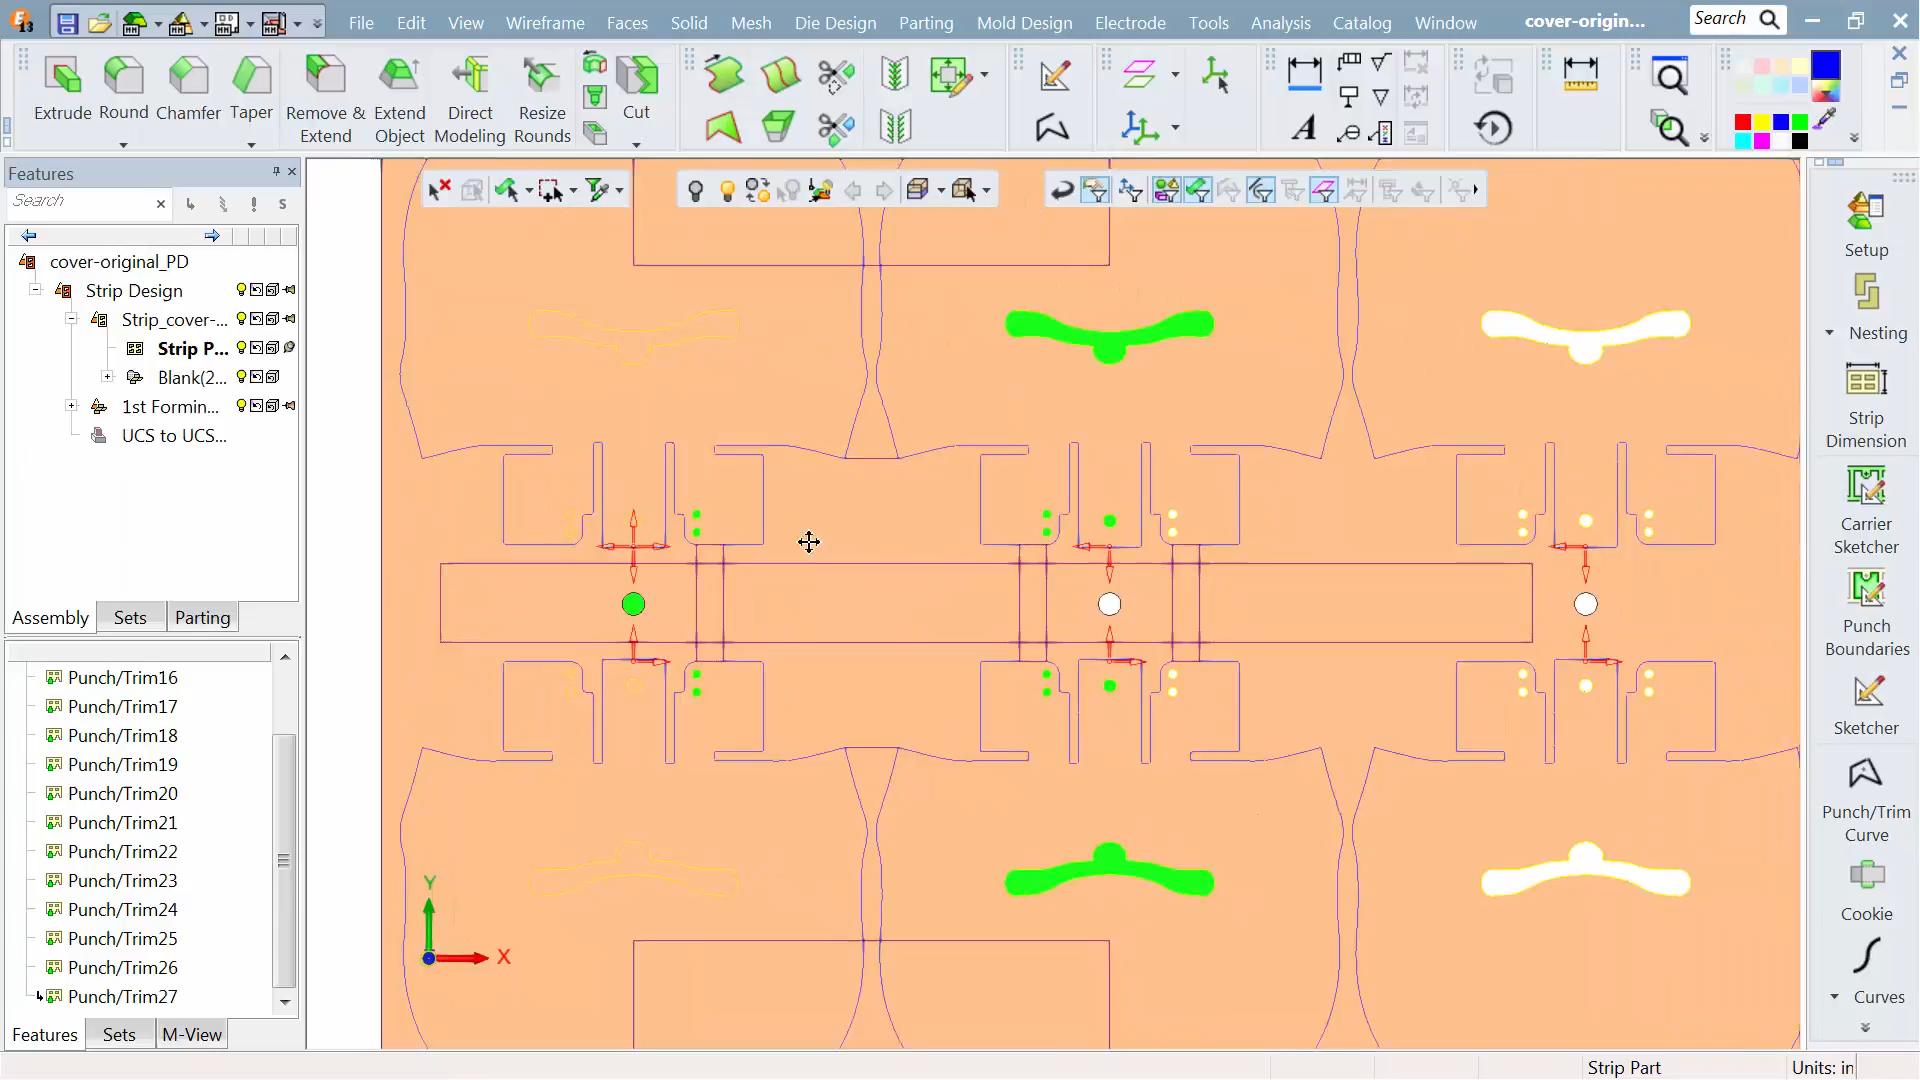 File Edit View Wireframe Faces Solid Mesh Die Design Parting Mold Design Electrode Tools Analysis Catalog Window cover-origin... Search
Extrude Round Chamfer Taper Remove & Extend Extend Object Direct Modeling Resize Rounds Cut
Features
Search
cover-original_PD
Strip Design
Strip_cover-...
Strip P...
Blank(2...
1st Formin...
UCS to UCS...
Assembly Sets Parting
Punch/Trim16
Punch/Trim17
Punch/Trim18
Punch/Trim19
Punch/Trim20
Punch/Trim21
Punch/Trim22
Punch/Trim23
Punch/Trim24
Punch/Trim25
Punch/Trim26
Punch/Trim27
Features Sets M-View
Y
X
Setup
Nesting
Strip
Dimension
Carrier
Sketcher
Punch
Boundaries
Sketcher
Punch/Trim
Curve
Cookie
Curves
Strip Part Units: in